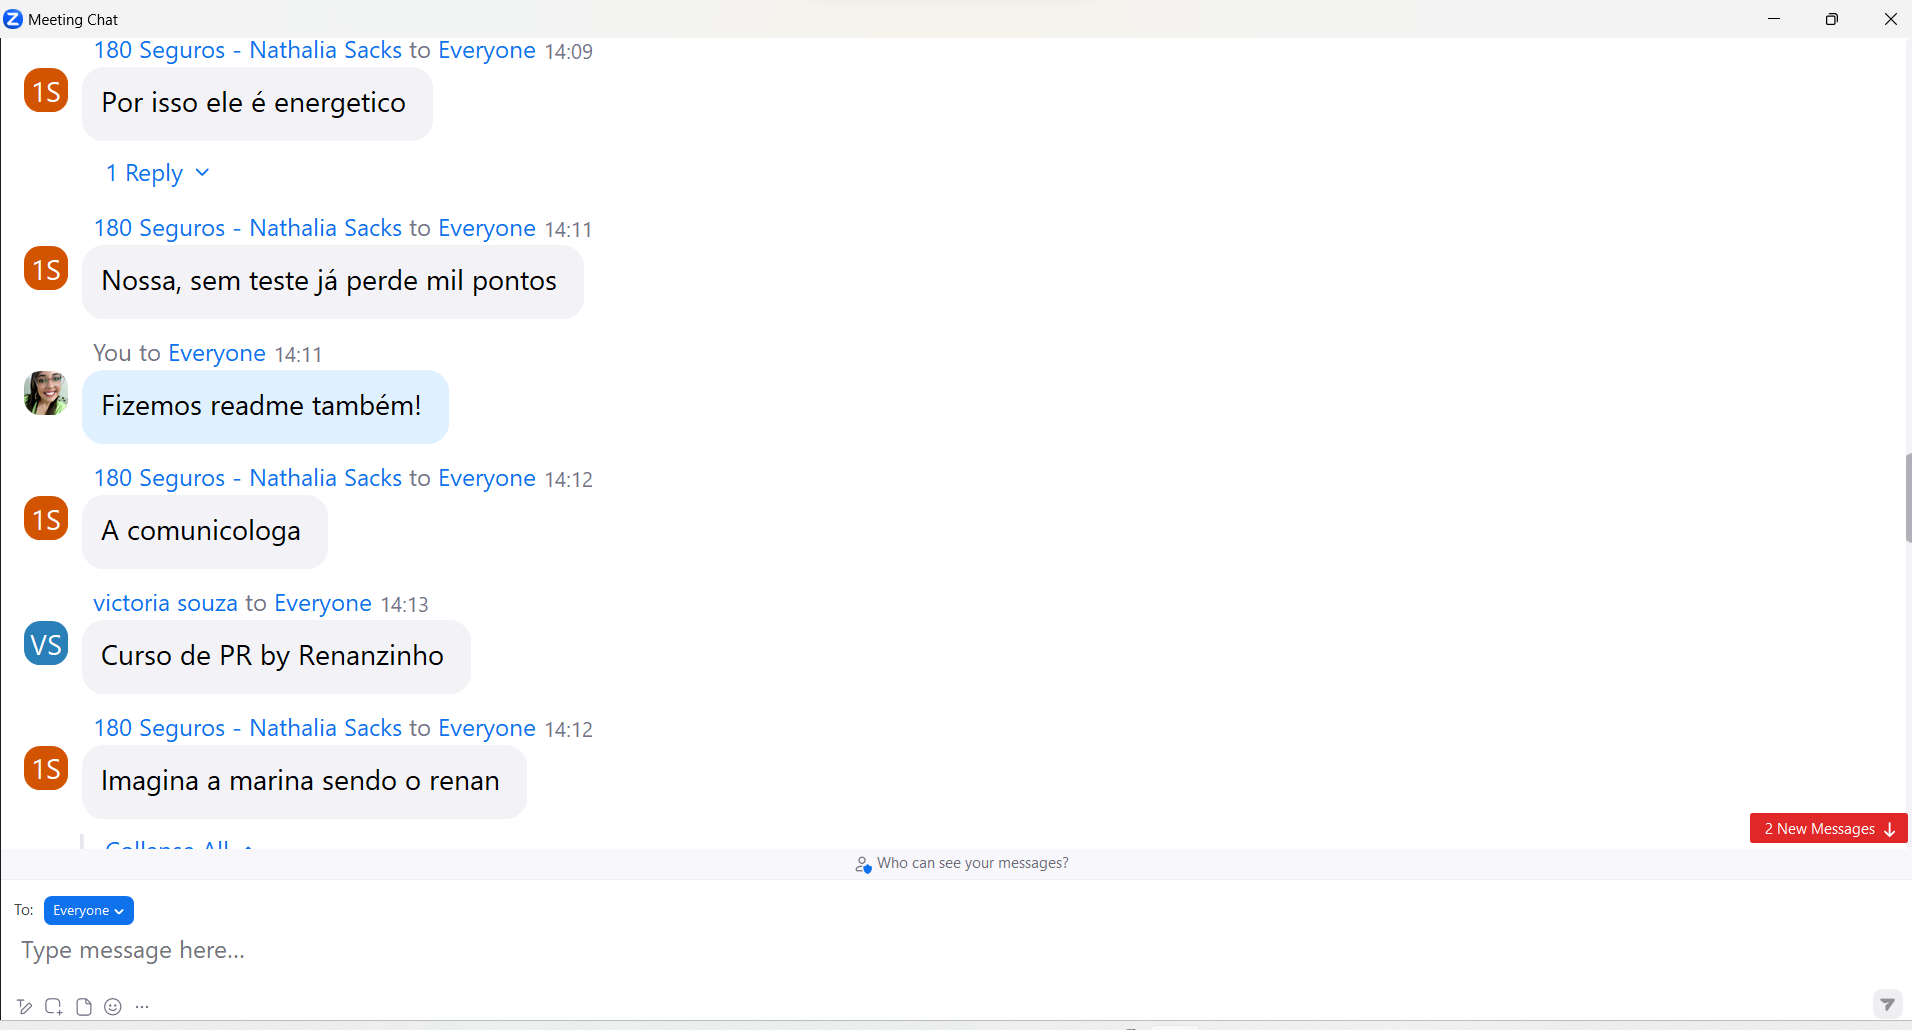 Meeting Chat
180 Seguros - Nathalia Sacks to Everyone 14:09
1S
Por isso ele é energetico
1 Reply
180 Seguros - Nathalia Sacks to Everyone 14:11
1S
Nossa, sem teste já perde mil pontos
You to Everyone 14:11
Fizemos readme também!
180 Seguros - Nathalia Sacks to Everyone 14:12
1S
A comunicologa
victoria souza to Everyone 14:13
VS
Curso de PR by Renanzinho
180 Seguros - Nathalia Sacks to Everyone 14:12
1S
Imagina a marina sendo o renan
Collapse All
2 New Messages
Who can see your messages?
To: Everyone
Type message here...